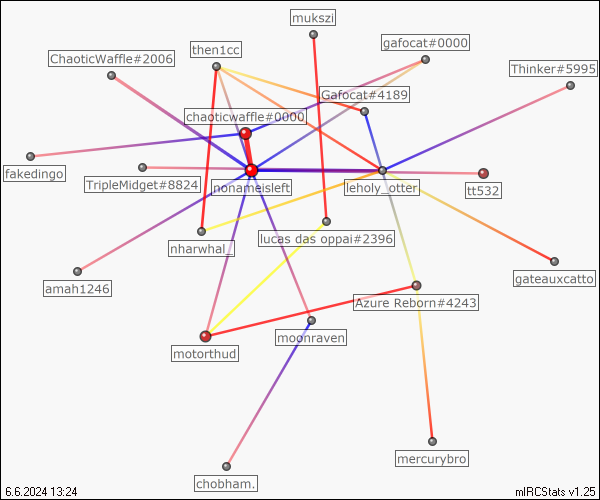 mukszi
gafocat#0000
then1cc
ChaoticWaffle#2006
Thinker#5995
Gafocat#4189
chaoticwaffle#0000
fakedingo
TripleMidget#8824
nonameisleft
leholy_otter
tt532
nharwhal_
lucas das oppai#2396
gateauxcatto
amah1246
Azure Reborn#4243
motorthud
moonraven
mercurybro
chobham.
6.6.2024 13:24
mIRCStats v1.25